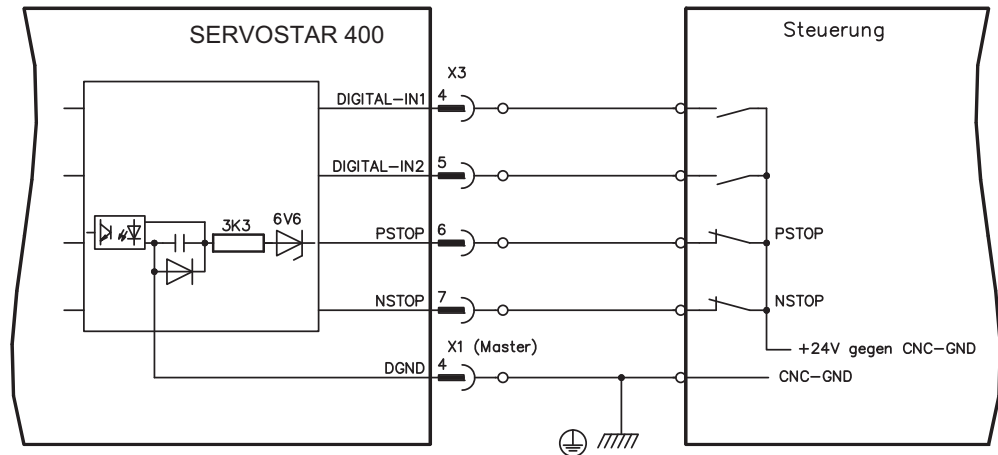 SERVOSTAR 400
Steuerung
X3
DIGITAL-IN1 4
DIGITAL-IN2 5
3K3 6V6
PSTOP 6 PSTOP
NSTOP 7 NSTOP
X1 (Master)
+24V gegen CNC-GND
DGND 4 CNC-GND